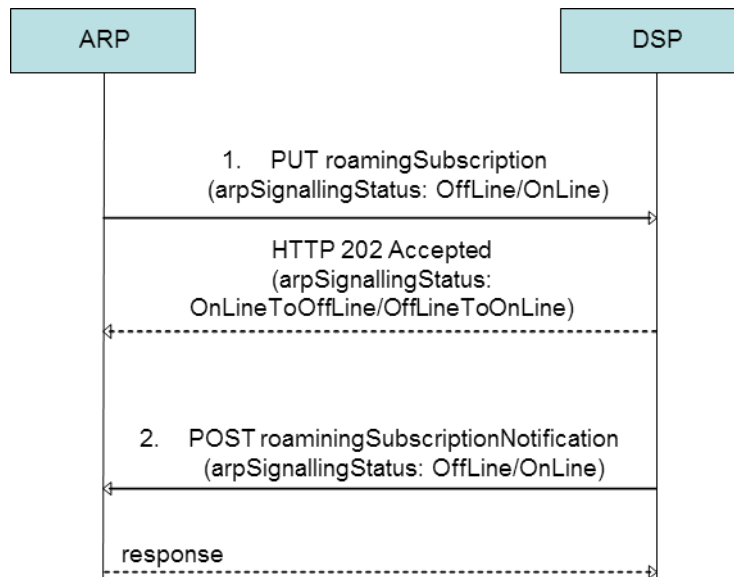 ARP
DSP
1. PUT roamingSubscription
(arpSignallingStatus: OffLine/OnLine)
HTTP 202 Accepted
(arpSignallingStatus:
OnLineToOffLine/OffLineToOnLine)
2. POST roaminingSubscriptionNotification
(arpSignallingStatus: OffLine/OnLine)
response